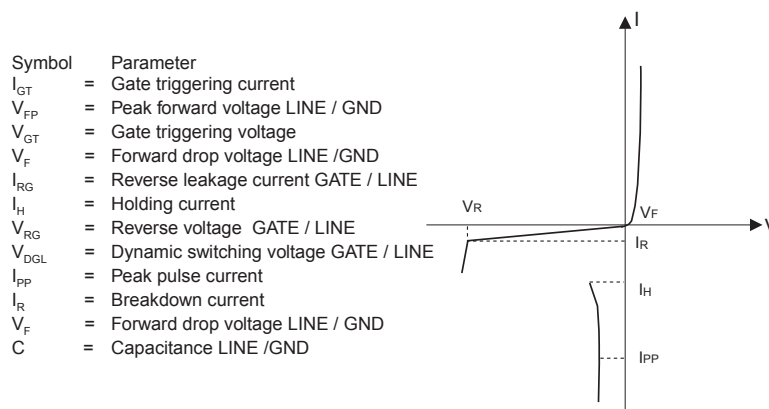 Symbol Parameter
IGT = Gate triggering current
VFP = Peak forward voltage LINE / GND
VGT = Gate triggering voltage
VF = Forward drop voltage LINE /GND
IRG = Reverse leakage current GATE / LINE
IH = Holding current
VRG = Reverse voltage GATE / LINE
VDGL = Dynamic switching voltage GATE / LINE
IPP = Peak pulse current
IR = Breakdown current
VF = Forward drop voltage LINE / GND
C = Capacitance LINE /GND
I
VR
VF
V
IR
IH
IPP